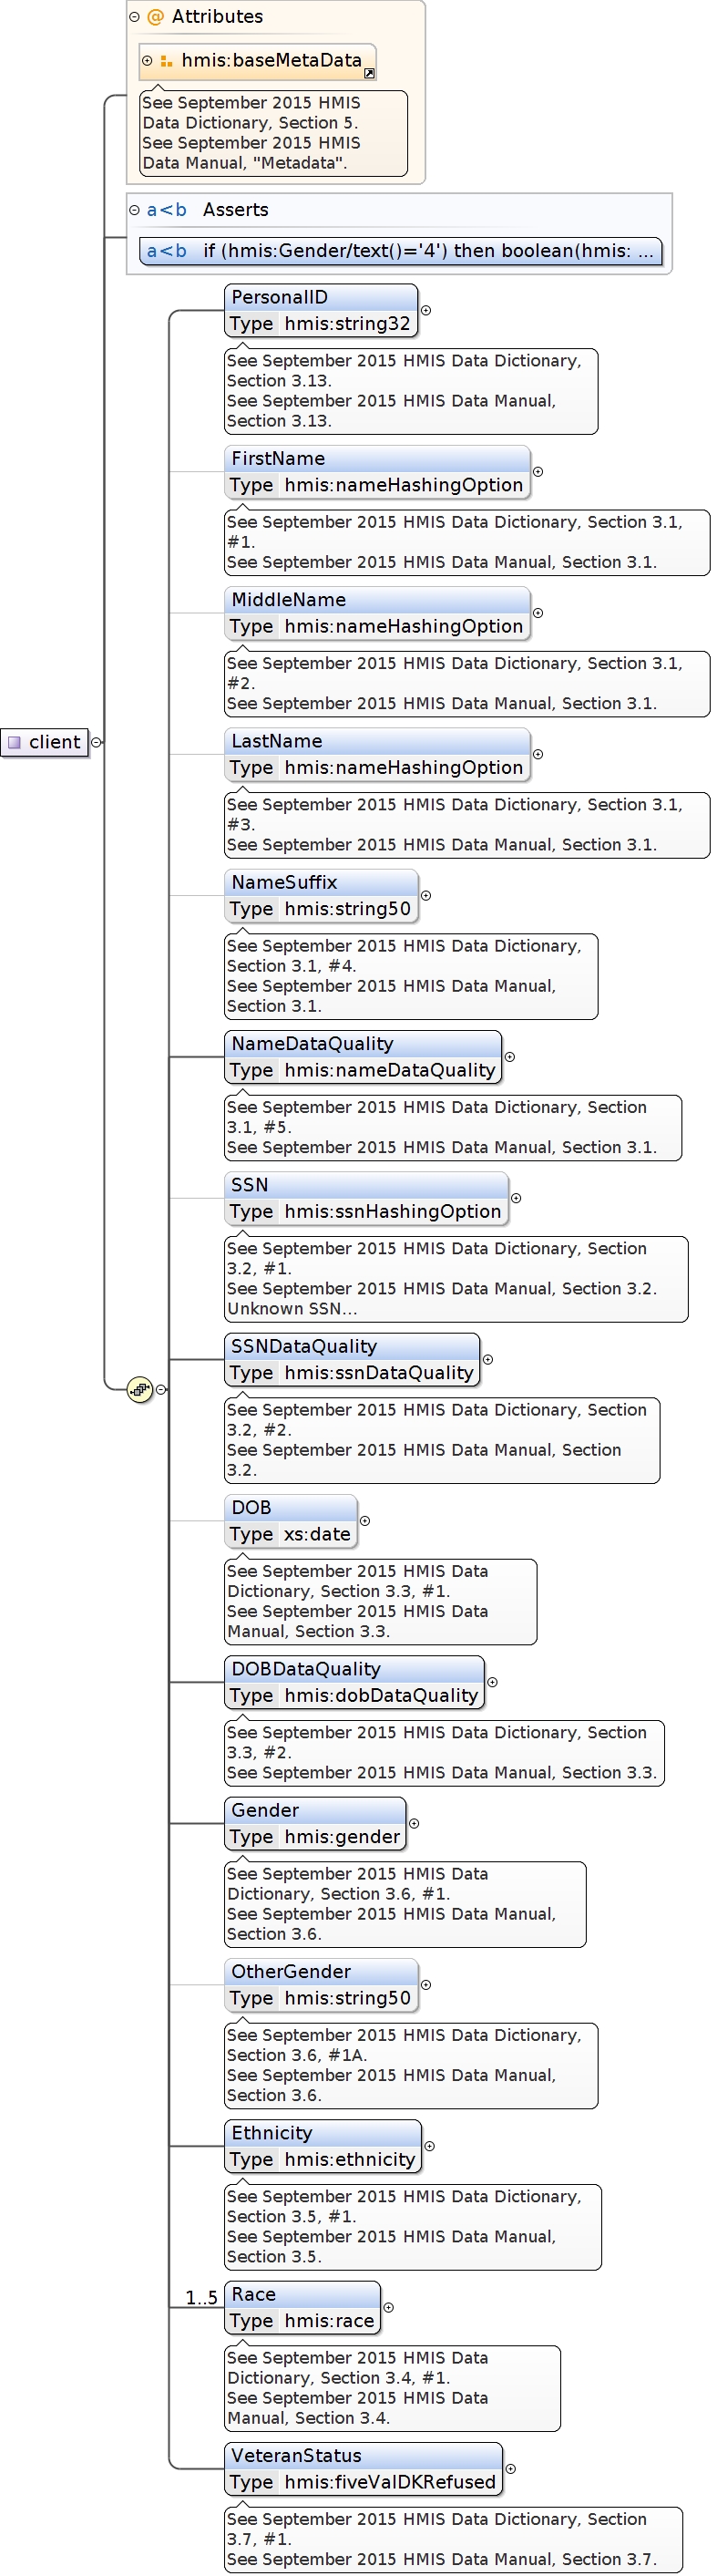 @ Attributes
hmis:baseMetaData
See September 2015 HMIS
Data Dictionary, Section 5.
See September 2015 HMIS
Data Manual, "Metadata".
a<b Asserts
a<b if (hmis:Gender/text()='4') then boolean(hmis: ...
PersonalID
Type hmis:string32
See September 2015 HMIS Data Dictionary,
Section 3.13.
See September 2015 HMIS Data Manual,
Section 3.13.
FirstName
Type hmis:nameHashingOption
See September 2015 HMIS Data Dictionary, Section 3.1,
#1.
See September 2015 HMIS Data Manual, Section 3.1.
MiddleName
Type hmis:nameHashingOption
See September 2015 HMIS Data Dictionary, Section 3.1,
#2.
See September 2015 HMIS Data Manual, Section 3.1.
client
LastName
Type hmis:nameHashingOption
See September 2015 HMIS Data Dictionary, Section 3.1,
#3.
See September 2015 HMIS Data Manual, Section 3.1.
NameSuffix
Type hmis:string50
See September 2015 HMIS Data Dictionary,
Section 3.1, #4.
See September 2015 HMIS Data Manual,
Section 3.1.
NameDataQuality
Type hmis:nameDataQuality
See September 2015 HMIS Data Dictionary, Section
3.1, #5.
See September 2015 HMIS Data Manual, Section 3.1.
SSN
Type hmis:ssnHashingOption
See September 2015 HMIS Data Dictionary, Section
3.2, #1.
See September 2015 HMIS Data Manual, Section 3.2.
Unknown SSN...
SSNDataQuality
Type hmis:ssnDataQuality
See September 2015 HMIS Data Dictionary, Section
3.2, #2.
See September 2015 HMIS Data Manual, Section
3.2.
DOB
Type xs:date
See September 2015 HMIS Data
Dictionary, Section 3.3, #1.
See September 2015 HMIS Data
Manual, Section 3.3.
DOBDataQuality
Type hmis:dobDataQuality
See September 2015 HMIS Data Dictionary, Section
3.3, #2.
See September 2015 HMIS Data Manual, Section 3.3.
Gender
Type hmis:gender
See September 2015 HMIS Data
Dictionary, Section 3.6, #1.
See September 2015 HMIS Data Manual,
Section 3.6.
OtherGender
Type hmis:string50
See September 2015 HMIS Data Dictionary,
Section 3.6, #1A.
See September 2015 HMIS Data Manual,
Section 3.6.
Ethnicity
Type hmis:ethnicity
See September 2015 HMIS Data Dictionary,
Section 3.5, #1.
See September 2015 HMIS Data Manual,
Section 3.5.
1..5 Race
Type hmis:race
See September 2015 HMIS Data
Dictionary, Section 3.4, #1.
See September 2015 HMIS Data
Manual, Section 3.4.
VeteranStatus
Type hmis:fiveValDKRefused
See September 2015 HMIS Data Dictionary, Section
3.7, #1.
See September 2015 HMIS Data Manual, Section 3.7.